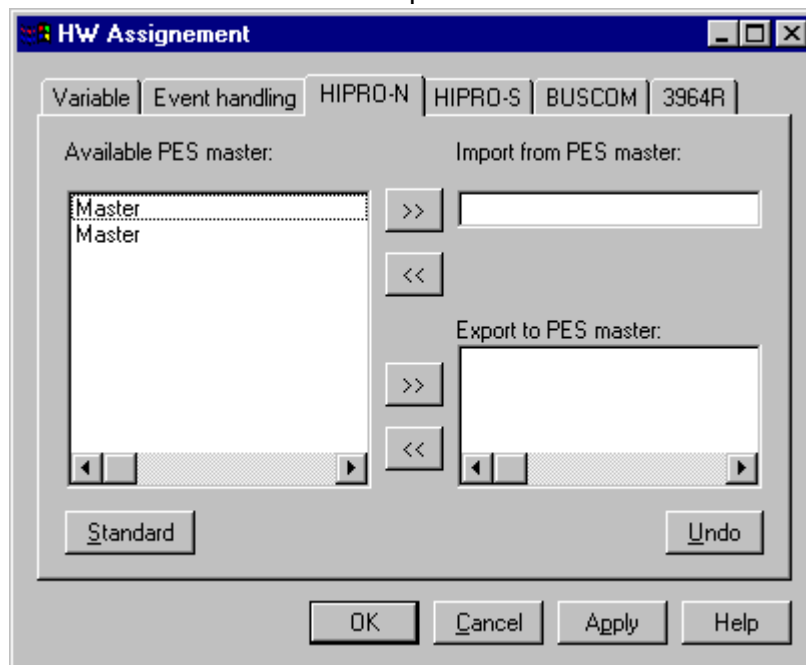 HW Assignement
Variable Event handling HIPRO-N HIPRO-S BUSCOM 3964R
Available PES master: Import from PES master:
Master
Master
>>
<<
Export to PES master:
>>
<<
Standard Undo
OK Cancel Apply Help